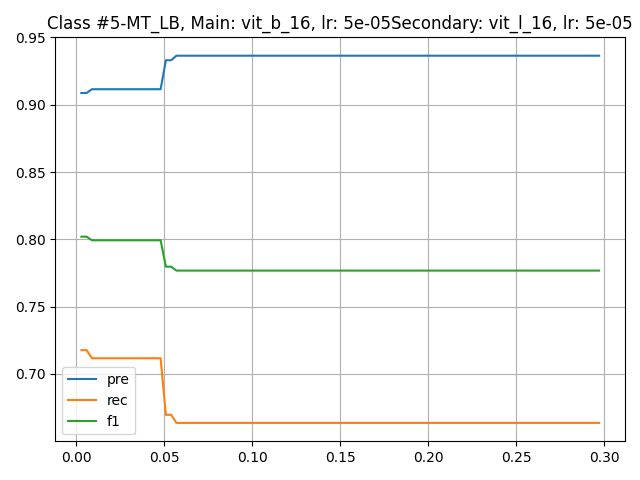 Class #5-MT_LB, Main: vit_b_16, lr: 5e-05Secondary: vit_l_16, lr: 5e-05
0.95
0.90
0.85
0.80
0.75
0.70
pre
rec
f1
0.00 0.05 0.10 0.15 0.20 0.25 0.30